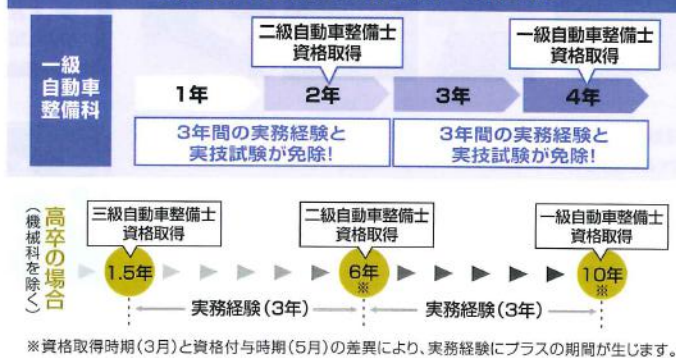 二級自動車整備士
資格取得
一級自動車整備士
資格取得
一級
自動車
整備科
1年
2年
3年
4年
3年間の実務経験と
実技試験が免除!
3年間の実務経験と
実技試験が免除!
高卒の場合
(機械科を除く)
三級自動車整備士
資格取得
二級自動車整備士
資格取得
一級自動車整備士
資格取得
1.5年
6年
※
10年
※
実務経験(3年)
実務経験(3年)
※資格取得時期(3月)と資格付与時期(5月)の差異により、実務経験にプラスの期間が生じます。